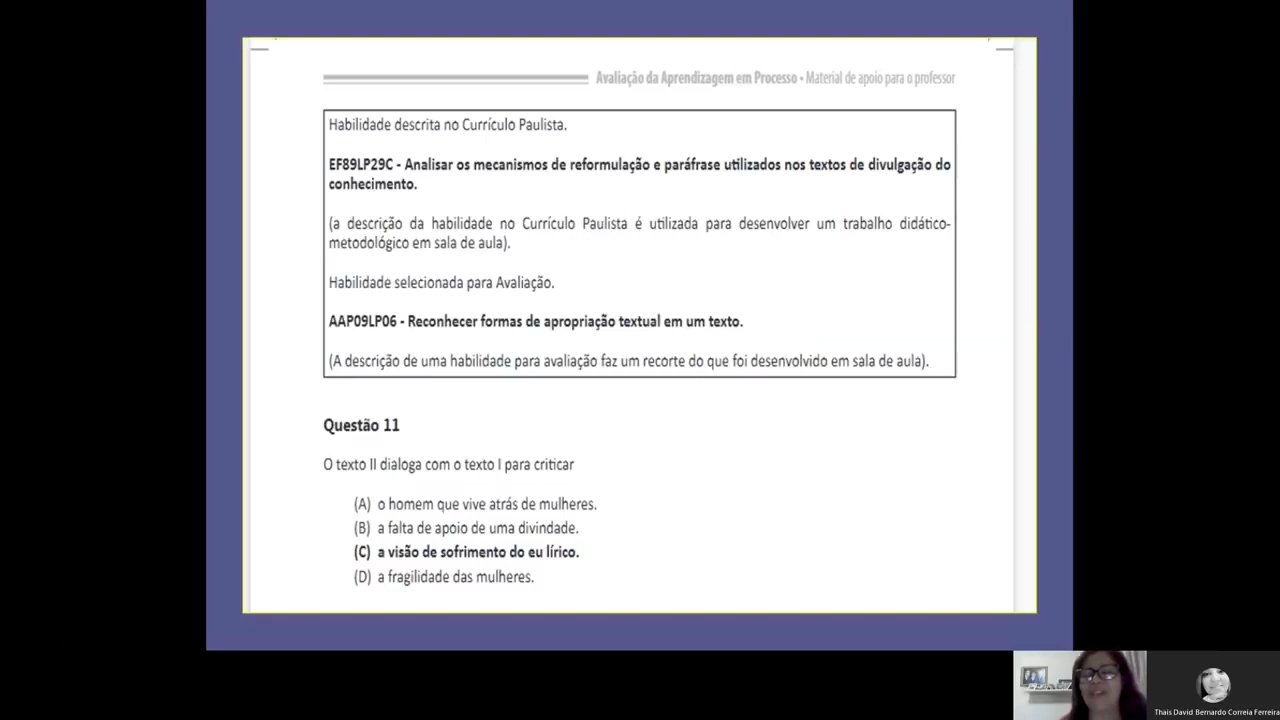 Avaliação da Aprendizagem em Processo • Material de apoio para o professor
Habilidade descrita no Currículo Paulista.
EF89LP29C - Analisar os mecanismos de reformulação e paráfrase utilizados nos textos de divulgação do
conhecimento.
(a descrição da habilidade no Currículo Paulista é utilizada para desenvolver um trabalho didático-
metodológico em sala de aula).
Habilidade selecionada para Avaliação.
AAP09LP06 - Reconhecer formas de apropriação textual em um texto.
(A descrição de uma habilidade para avaliação faz um recorte do que foi desenvolvido em sala de aula).
Questão 11
O texto II dialoga com o texto I para criticar
(A) o homem que vive atrás de mulheres.
(B) a falta de apoio de uma divindade.
(C) a visão de sofrimento do eu lírico.
(D) a fragilidade das mulheres.
Thais David Bernardo Correia Ferreira